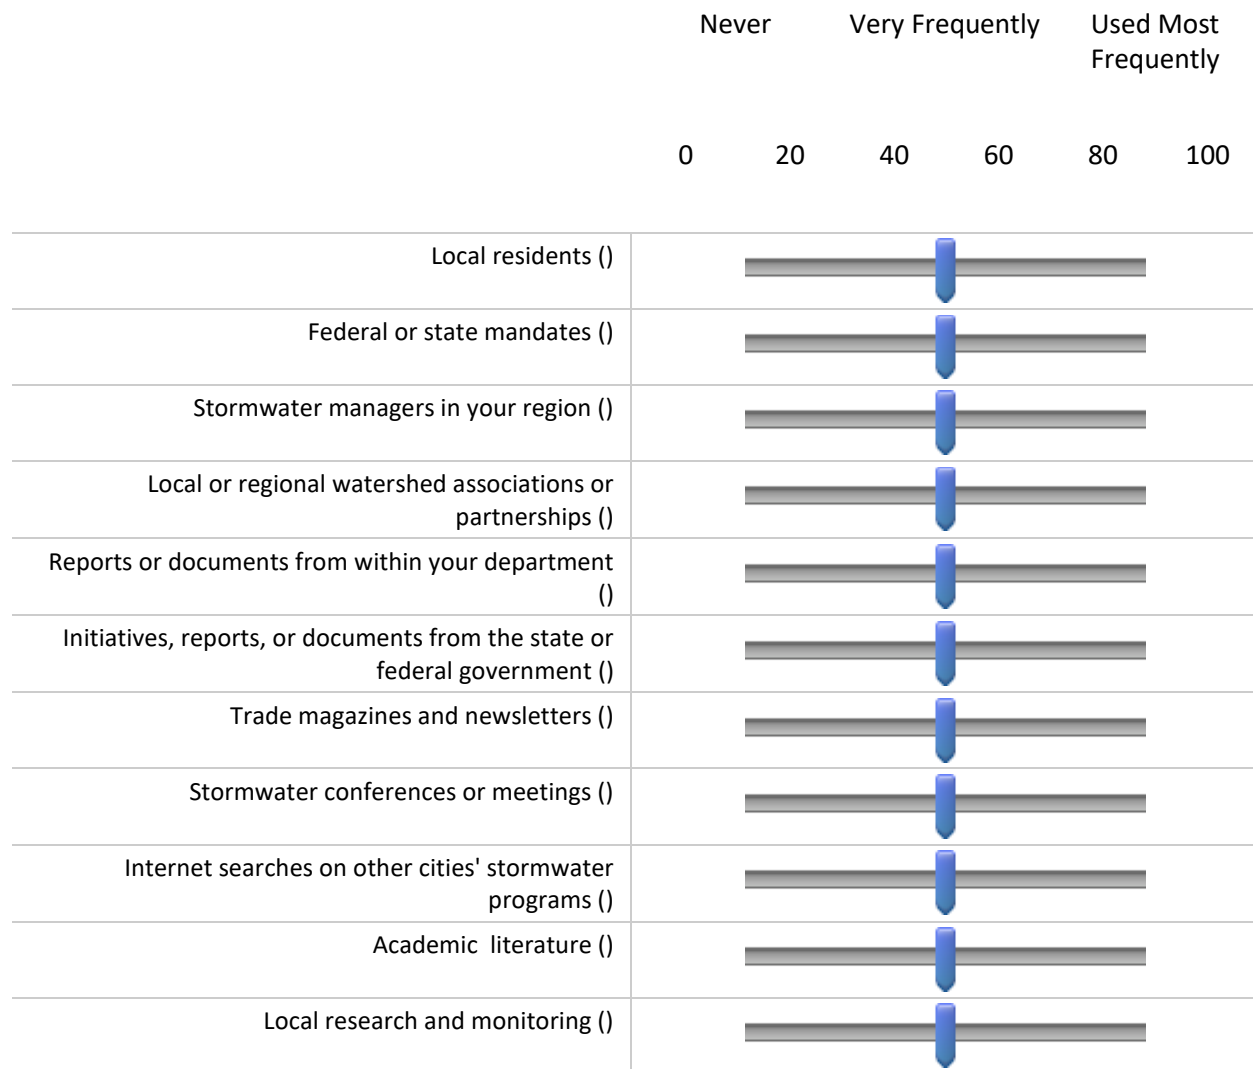 Never Very Frequently Used Most
Frequently
0 20 40 60 80 100
Local residents ()
Federal or state mandates ()
Stormwater managers in your region ()
Local or regional watershed associations or
partnerships ()
Reports or documents from within your department
()
Initiatives, reports, or documents from the state or
federal government ()
Trade magazines and newsletters ()
Stormwater conferences or meetings ()
Internet searches on other cities' stormwater
programs ()
Academic  literature ()
Local research and monitoring ()